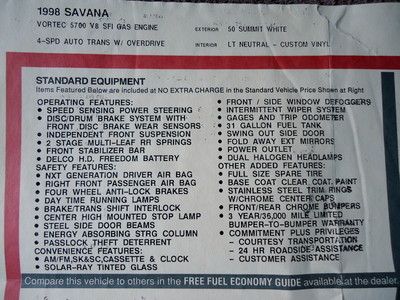 1998 SAVANA
VORTEC 5700 V8 SFI GAS ENGINE
EXTERIOR 50 SUMMIT WHITE
4-SPD AUTO TRANS W/ OVERDRIVE
INTERIOR LT NEUTRAL - CUSTOM VINYL
STANDARD EQUIPMENT
Items Featured Below are included at NO EXTRA CHARGE in the Standard Vehicle Price Shown at Right
OPERATING FEATURES:
• SPEED SENSING POWER STEERING
• DISC/DRUM BRAKE SYSTEM WITH
FRONT DISC BRAKE WEAR SENSORS
• INDEPENDENT FRONT SUSPENSION
• 2 STAGE MULTI-LEAF RR SPRINGS
• FRONT STABILIZER BAR
• DELCO H.D. FREEDOM BATTERY
SAFETY FEATURES:
• NXT GENERATION DRIVER AIR BAG
• RIGHT FRONT PASSENGER AIR BAG
• FOUR WHEEL ANTI-LOCK BRAKES
• DAY TIME RUNNING LAMPS
• BRAKE/TRANS SHIFT INTERLOCK
• CENTER HIGH MOUNTED STOP LAMP
• STEEL SIDE DOOR BEAMS
• ENERGY ABSORBING STRG COLUMN
• PASSLOCK THEFT DETERRENT
CONVENIENCE FEATURES:
• AM/FM,SK&SC,CASSETTE & CLOCK
• SOLAR-RAY TINTED GLASS
• FRONT / SIDE WINDOW DEFOGGERS
• INTERMITTENT WIPER SYSTEM
• GAGES AND TRIP ODOMETER
• 31 GALLON FUEL TANK
• SWING OUT SIDE DOOR
• FOLD AWAY EXT MIRRORS
• POWER OUTLET
• DUAL HALOGEN HEADLAMPS
OTHER ADDED FEATURES:
• FULL SIZE SPARE TIRE
• BASE COAT CLEAR COAT PAINT
• STAINLESS STEEL TRIM RINGS
W/CHROME CENTER CAPS
• FRONT/REAR CHROME BUMPERS
• 3 YEAR/36,000 MILE LIMITED
BUMPER-TO-BUMPER WARRANTY
• COMMITMENT PLUS PRIVILEGES
- COURTESY TRANSPORTATION
- 24 HR ROADSIDE ASSISTANCE
- CUSTOMER ASSISTANCE
Compare this vehicle to others in the FREE FUEL ECONOMY GUIDE available at the dealer.